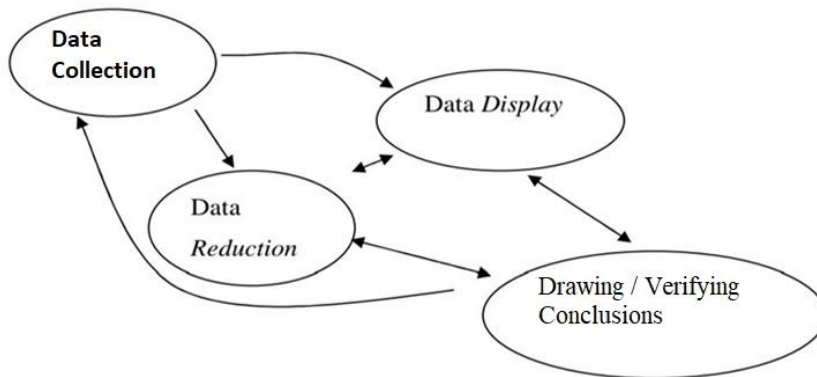 Data
Collection
Data Display
Data
Reduction
Drawing / Verifying
Conclusions